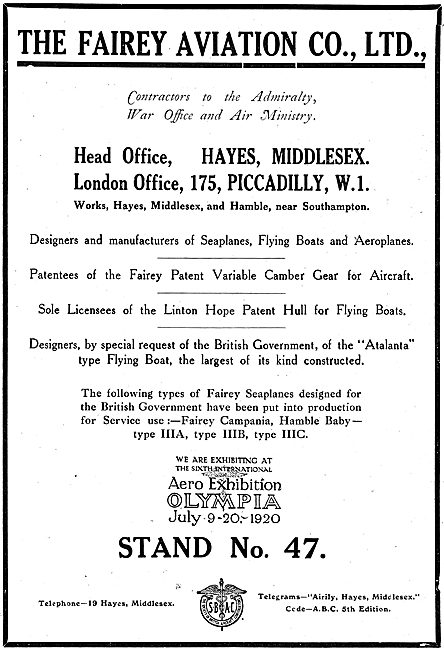 THE FAIREY AVIATION CO., LTD.,
Contractors to the Admiralty,
War Office and Air Ministry.
Head Office, HAYES, MIDDLESEX.
London Office, 175, PICCADILLY, W.1.
Works, Hayes, Middlesex, and Hamble, near Southampton.
Designers and manufacturers of Seaplanes, Flying Boats and Aeroplanes.
Patentees of the Fairey Patent Variable Camber Gear for Aircraft.
Sole Licensees of the Linton Hope Patent Hull for Flying Boats.
Designers, by special request of the British Government, of the "Atalanta"
type Flying Boat, the largest of its kind constructed.
The following types of Fairey Seaplanes designed for
the British Government have been put into production
for Service use:—Fairey Campania, Hamble Baby—
type IIIA, type IIIB, type IIIC.
WE ARE EXHIBITING AT
THE SIXTH INTERNATIONAL
Aero Exhibition
OLYMPIA
July 9-20-1920
STAND No. 47.
Telephone—19 Hayes, Middlesex.
SBAC
Telegrams—"Airily, Hayes, Middlesex."
Code—A.B.C. 5th Edition.